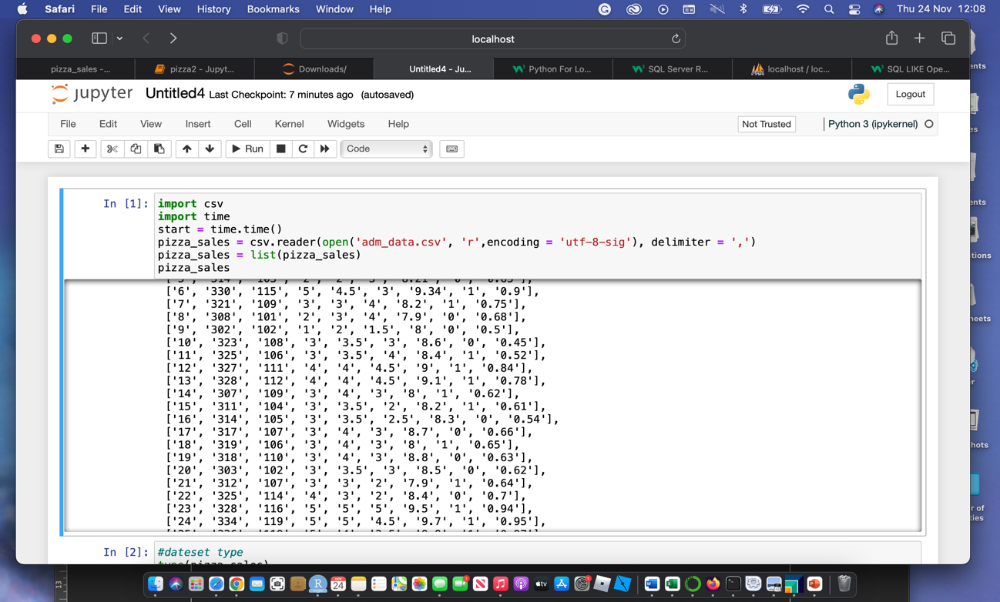 Safari File Edit View History Bookmarks Window Help Thu 24 Nov 12:08
localhost
pizza_sales -... pizza2 - Jupyt... Downloads/ Untitled4 - Ju... Python For Lo... SQL Server R... localhost / loc... SQL LIKE Ope...
jupyter Untitled4 Last Checkpoint: 7 minutes ago (autosaved) Logout
File Edit View Insert Cell Kernel Widgets Help Not Trusted Python 3 (ipykernel)
Run Code
In [1]: import csv
import time
start = time.time()
pizza_sales = csv.reader(open('adm_data.csv', 'r',encoding = 'utf-8-sig'), delimiter = ',')
pizza_sales = list(pizza_sales)
pizza_sales
['6', '330', '115', '5', '4.5', '3', '9.34', '1', '0.9'],
['7', '321', '109', '3', '3', '4', '8.2', '1', '0.75'],
['8', '308', '101', '2', '3', '4', '7.9', '0', '0.68'],
['9', '302', '102', '1', '2', '1.5', '8', '0', '0.5'],
['10', '323', '108', '3', '3.5', '3', '8.6', '0', '0.45'],
['11', '325', '106', '3', '3.5', '4', '8.4', '1', '0.52'],
['12', '327', '111', '4', '4', '4.5', '9', '1', '0.84'],
['13', '328', '112', '4', '4', '4.5', '9.1', '1', '0.78'],
['14', '307', '109', '3', '4', '3', '8', '1', '0.62'],
['15', '311', '104', '3', '3.5', '2', '8.2', '1', '0.61'],
['16', '314', '105', '3', '3.5', '2.5', '8.3', '0', '0.54'],
['17', '317', '107', '3', '4', '3', '8.7', '0', '0.66'],
['18', '319', '106', '3', '4', '3', '8', '1', '0.65'],
['19', '318', '110', '3', '4', '3', '8.8', '0', '0.63'],
['20', '303', '102', '3', '3.5', '3', '8.5', '0', '0.62'],
['21', '312', '107', '3', '3', '2', '7.9', '1', '0.64'],
['22', '325', '114', '4', '3', '2', '8.4', '0', '0.7'],
['23', '328', '116', '5', '5', '5', '9.5', '1', '0.94'],
['24', '334', '119', '5', '5', '4.5', '9.7', '1', '0.95'],
In [2]: #dateset type
type(pizza_sales)
NOV
24
tv
13